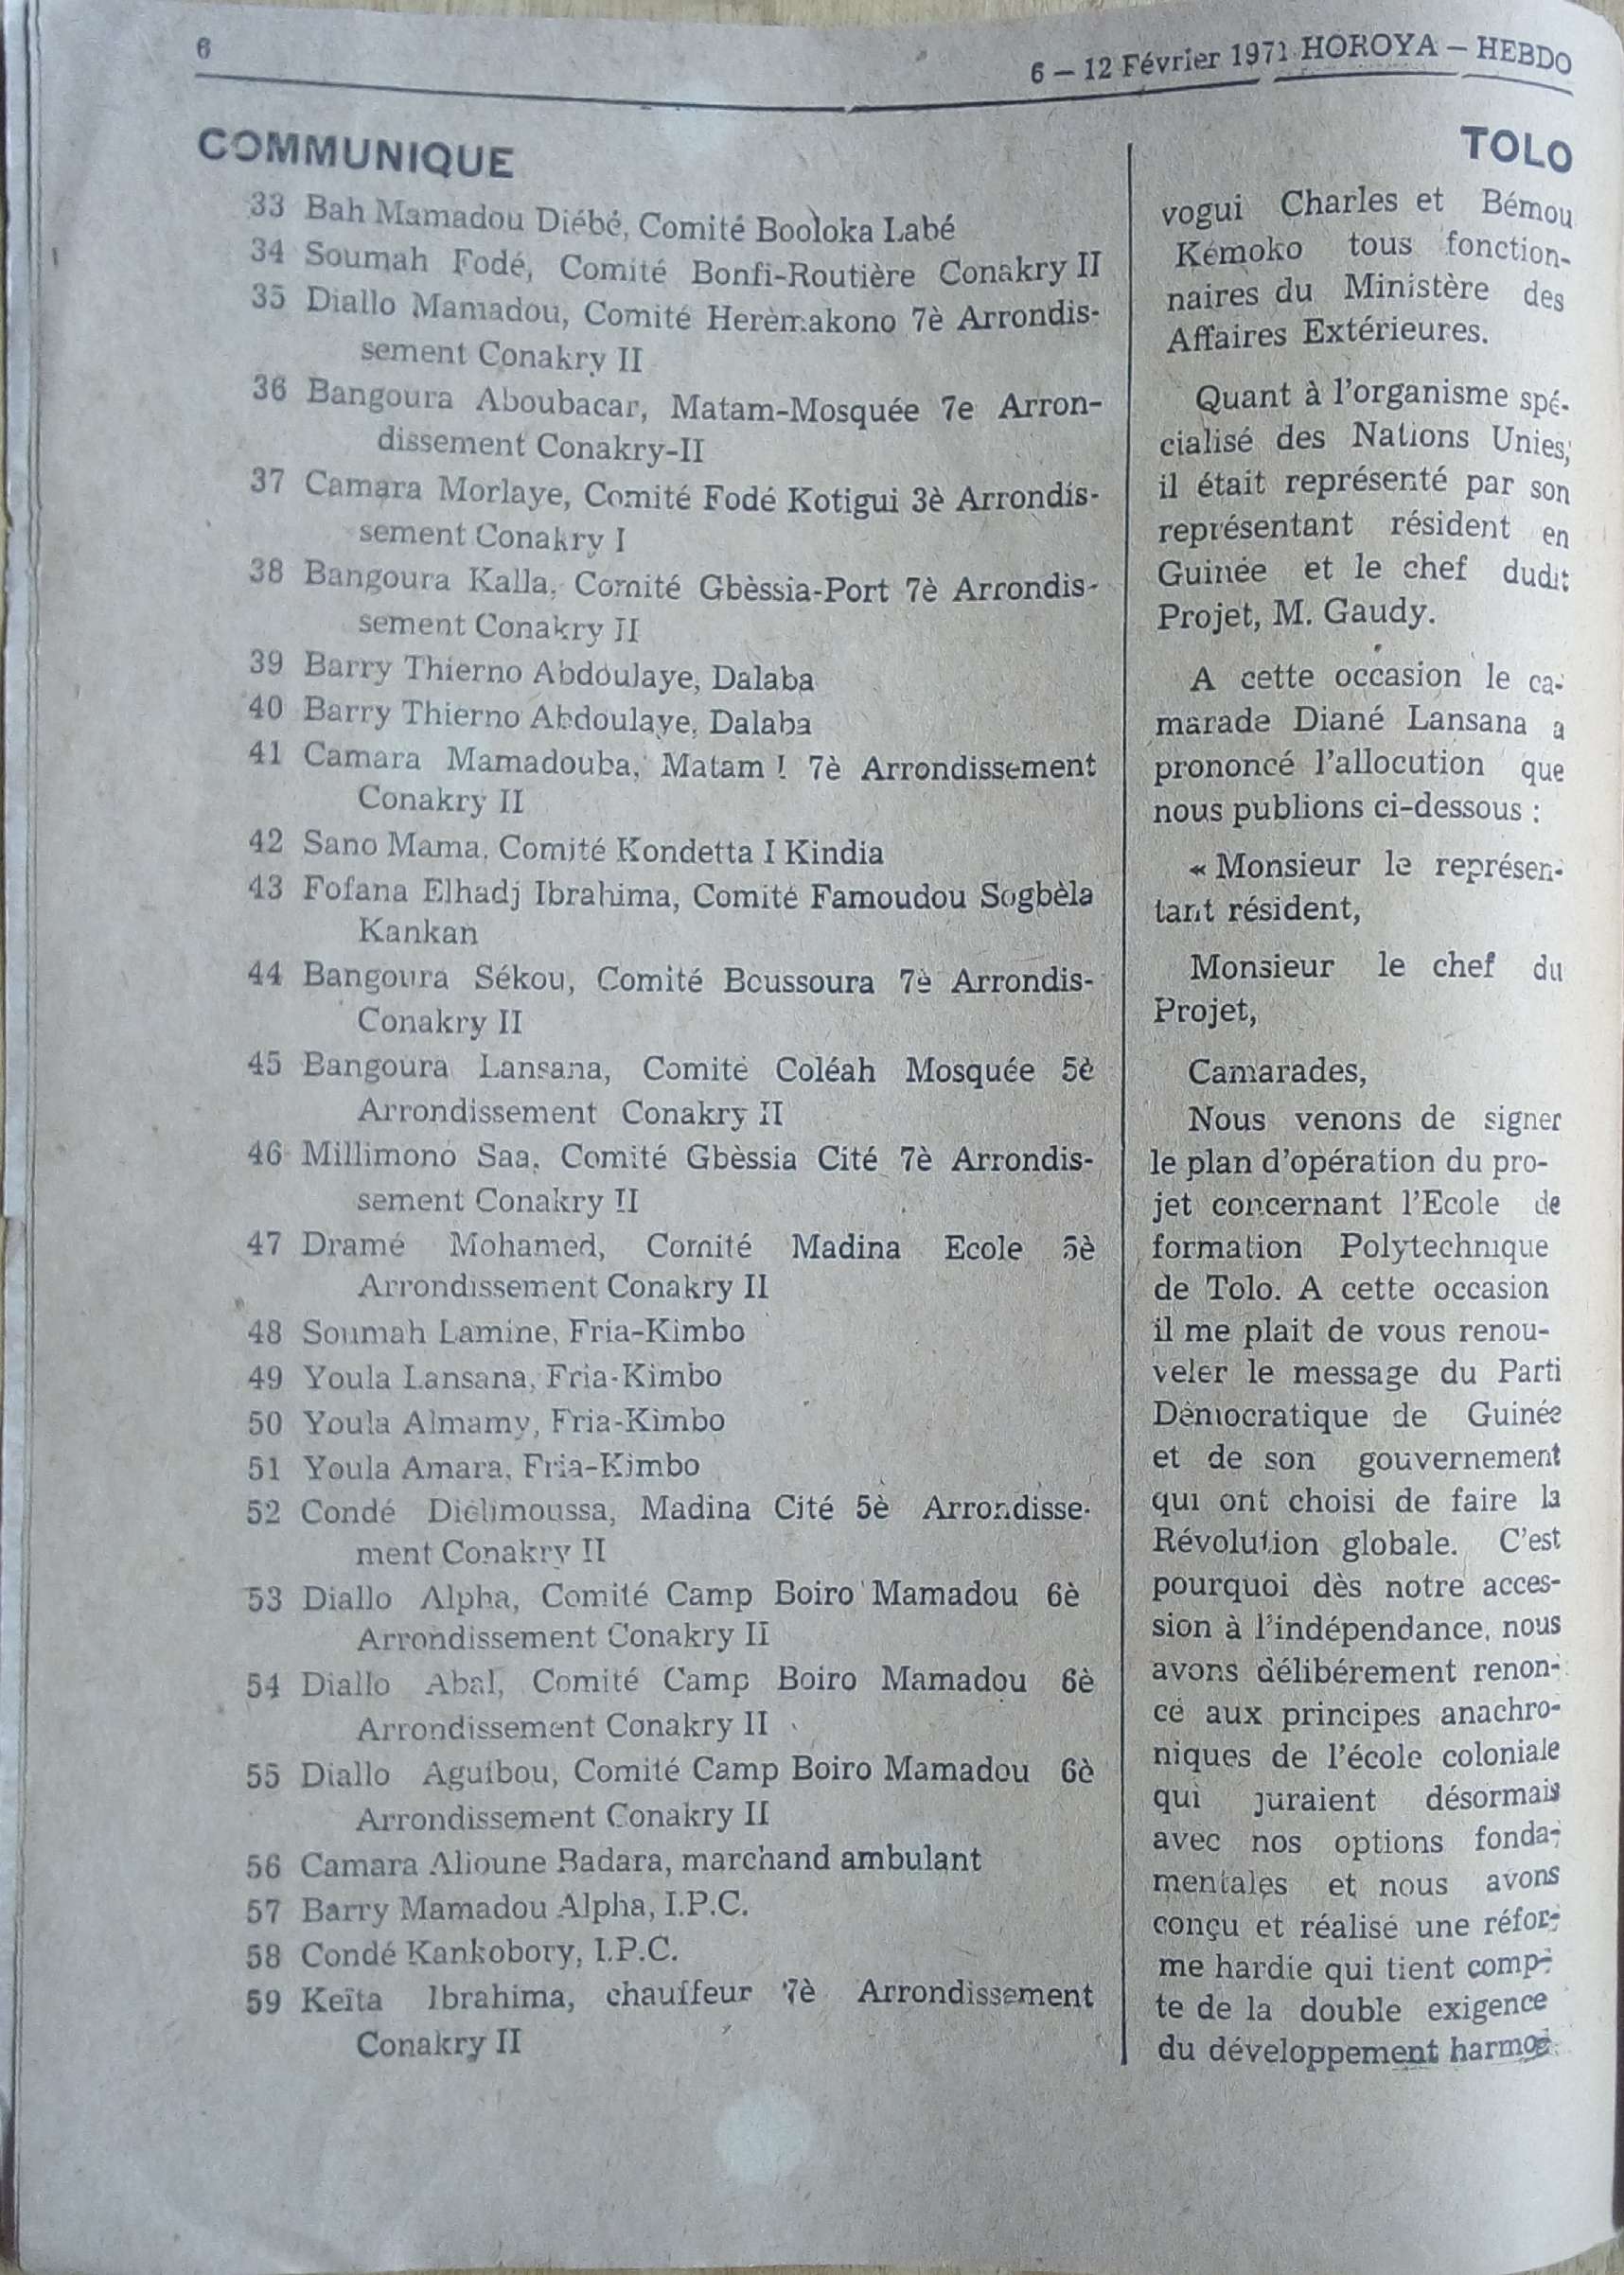 6
6 – 12 Février 1971 HOROYA – HEBDO
COMMUNIQUE
33 Bah Mamadou Diébé, Comité Booloka Labé
34 Soumah Fodé, Comité Bonfi-Routière Conakry II
35 Diallo Mamadou, Comité Herèmakono 7è Arrondis-
sement Conakry II
36 Bangoura Aboubacar, Matam-Mosquée 7e Arron-
dissement Conakry-II
37 Camara Morlaye, Comité Fodé Kotigui 3è Arrondis-
sement Conakry I
38 Bangoura Kalla, Comité Gbèssia-Port 7è Arrondis-
sement Conakry II
39 Barry Thierno Abdoulaye, Dalaba
40 Barry Thierno Abdoulaye, Dalaba
41 Camara Mamadouba, Matam I 7è Arrondissement
Conakry II
42 Sano Mama, Comité Kondetta I Kindia
43 Fofana Elhadj Ibrahima, Comité Famoudou Sogbèla
Kankan
44 Bangoura Sékou, Comité Boussoura 7è Arrondis-
Conakry II
45 Bangoura Lansana, Comité Coléah Mosquée 5è
Arrondissement Conakry II
46 Millimono Saa, Comité Gbèssia Cité 7è Arrondis-
sement Conakry II
47 Dramé Mohamed, Comité Madina Ecole 5è
Arrondissement Conakry II
48 Soumah Lamine, Fria-Kimbo
49 Youla Lansana, Fria-Kimbo
50 Youla Almamy, Fria-Kimbo
51 Youla Amara, Fria-Kimbo
52 Condé Diélimoussa, Madina Cité 5è Arrondisse-
ment Conakry II
53 Diallo Alpha, Comité Camp Boiro Mamadou 6è
Arrondissement Conakry II
54 Diallo Abal, Comité Camp Boiro Mamadou 6è
Arrondissement Conakry II
55 Diallo Aguibou, Comité Camp Boiro Mamadou 6è
Arrondissement Conakry II
56 Camara Alioune Badara, marchand ambulant
57 Barry Mamadou Alpha, I.P.C.
58 Condé Kankobory, I.P.C.
59 Keïta Ibrahima, chauffeur 7è Arrondissement
Conakry II
TOLO
vogui Charles et Bémou
Kémoko tous fonction-
naires du Ministère des
Affaires Extérieures.
Quant à l'organisme spé-
cialisé des Nations Unies,
il était représenté par son
représentant résident en
Guinée et le chef dudit
Projet, M. Gaudy.
A cette occasion le ca-
marade Diané Lansana a
prononcé l'allocution que
nous publions ci-dessous :
« Monsieur le représen-
tant résident,
Monsieur le chef du
Projet,
Camarades,
Nous venons de signer
le plan d'opération du pro-
jet concernant l'Ecole de
formation Polytechnique
de Tolo. A cette occasion
il me plait de vous renou-
veler le message du Parti
Démocratique de Guinée
et de son gouvernement
qui ont choisi de faire la
Révolution globale. C'est
pourquoi dès notre acces-
sion à l'indépendance, nous
avons délibérement renon-
cé aux principes anachro-
niques de l'école coloniale
qui juraient désormais
avec nos options fonda-
mentales et nous avons
conçu et réalisé une réfor-
me hardie qui tient comp-
te de la double exigence
du développement harmo-